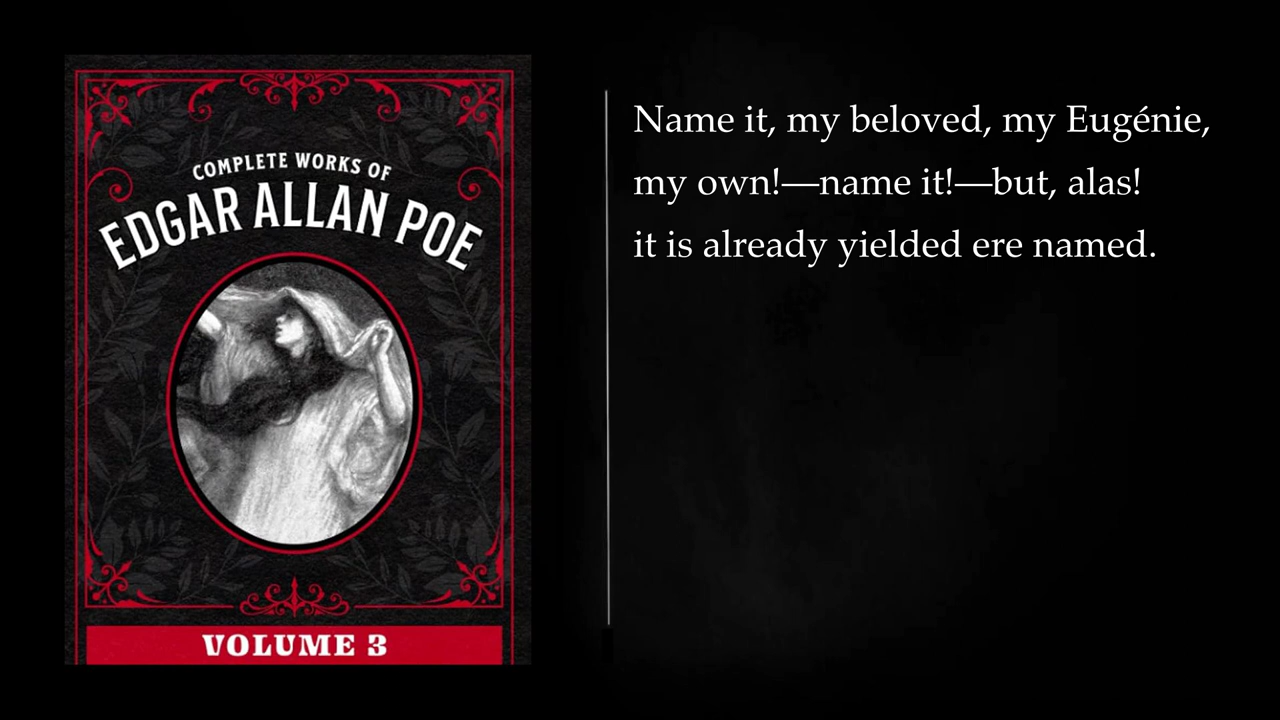 COMPLETE WORKS OF
EDGAR ALLAN POE
VOLUME 3
Name it, my beloved, my Eugénie,
my own!—name it!—but, alas!
it is already yielded ere named.